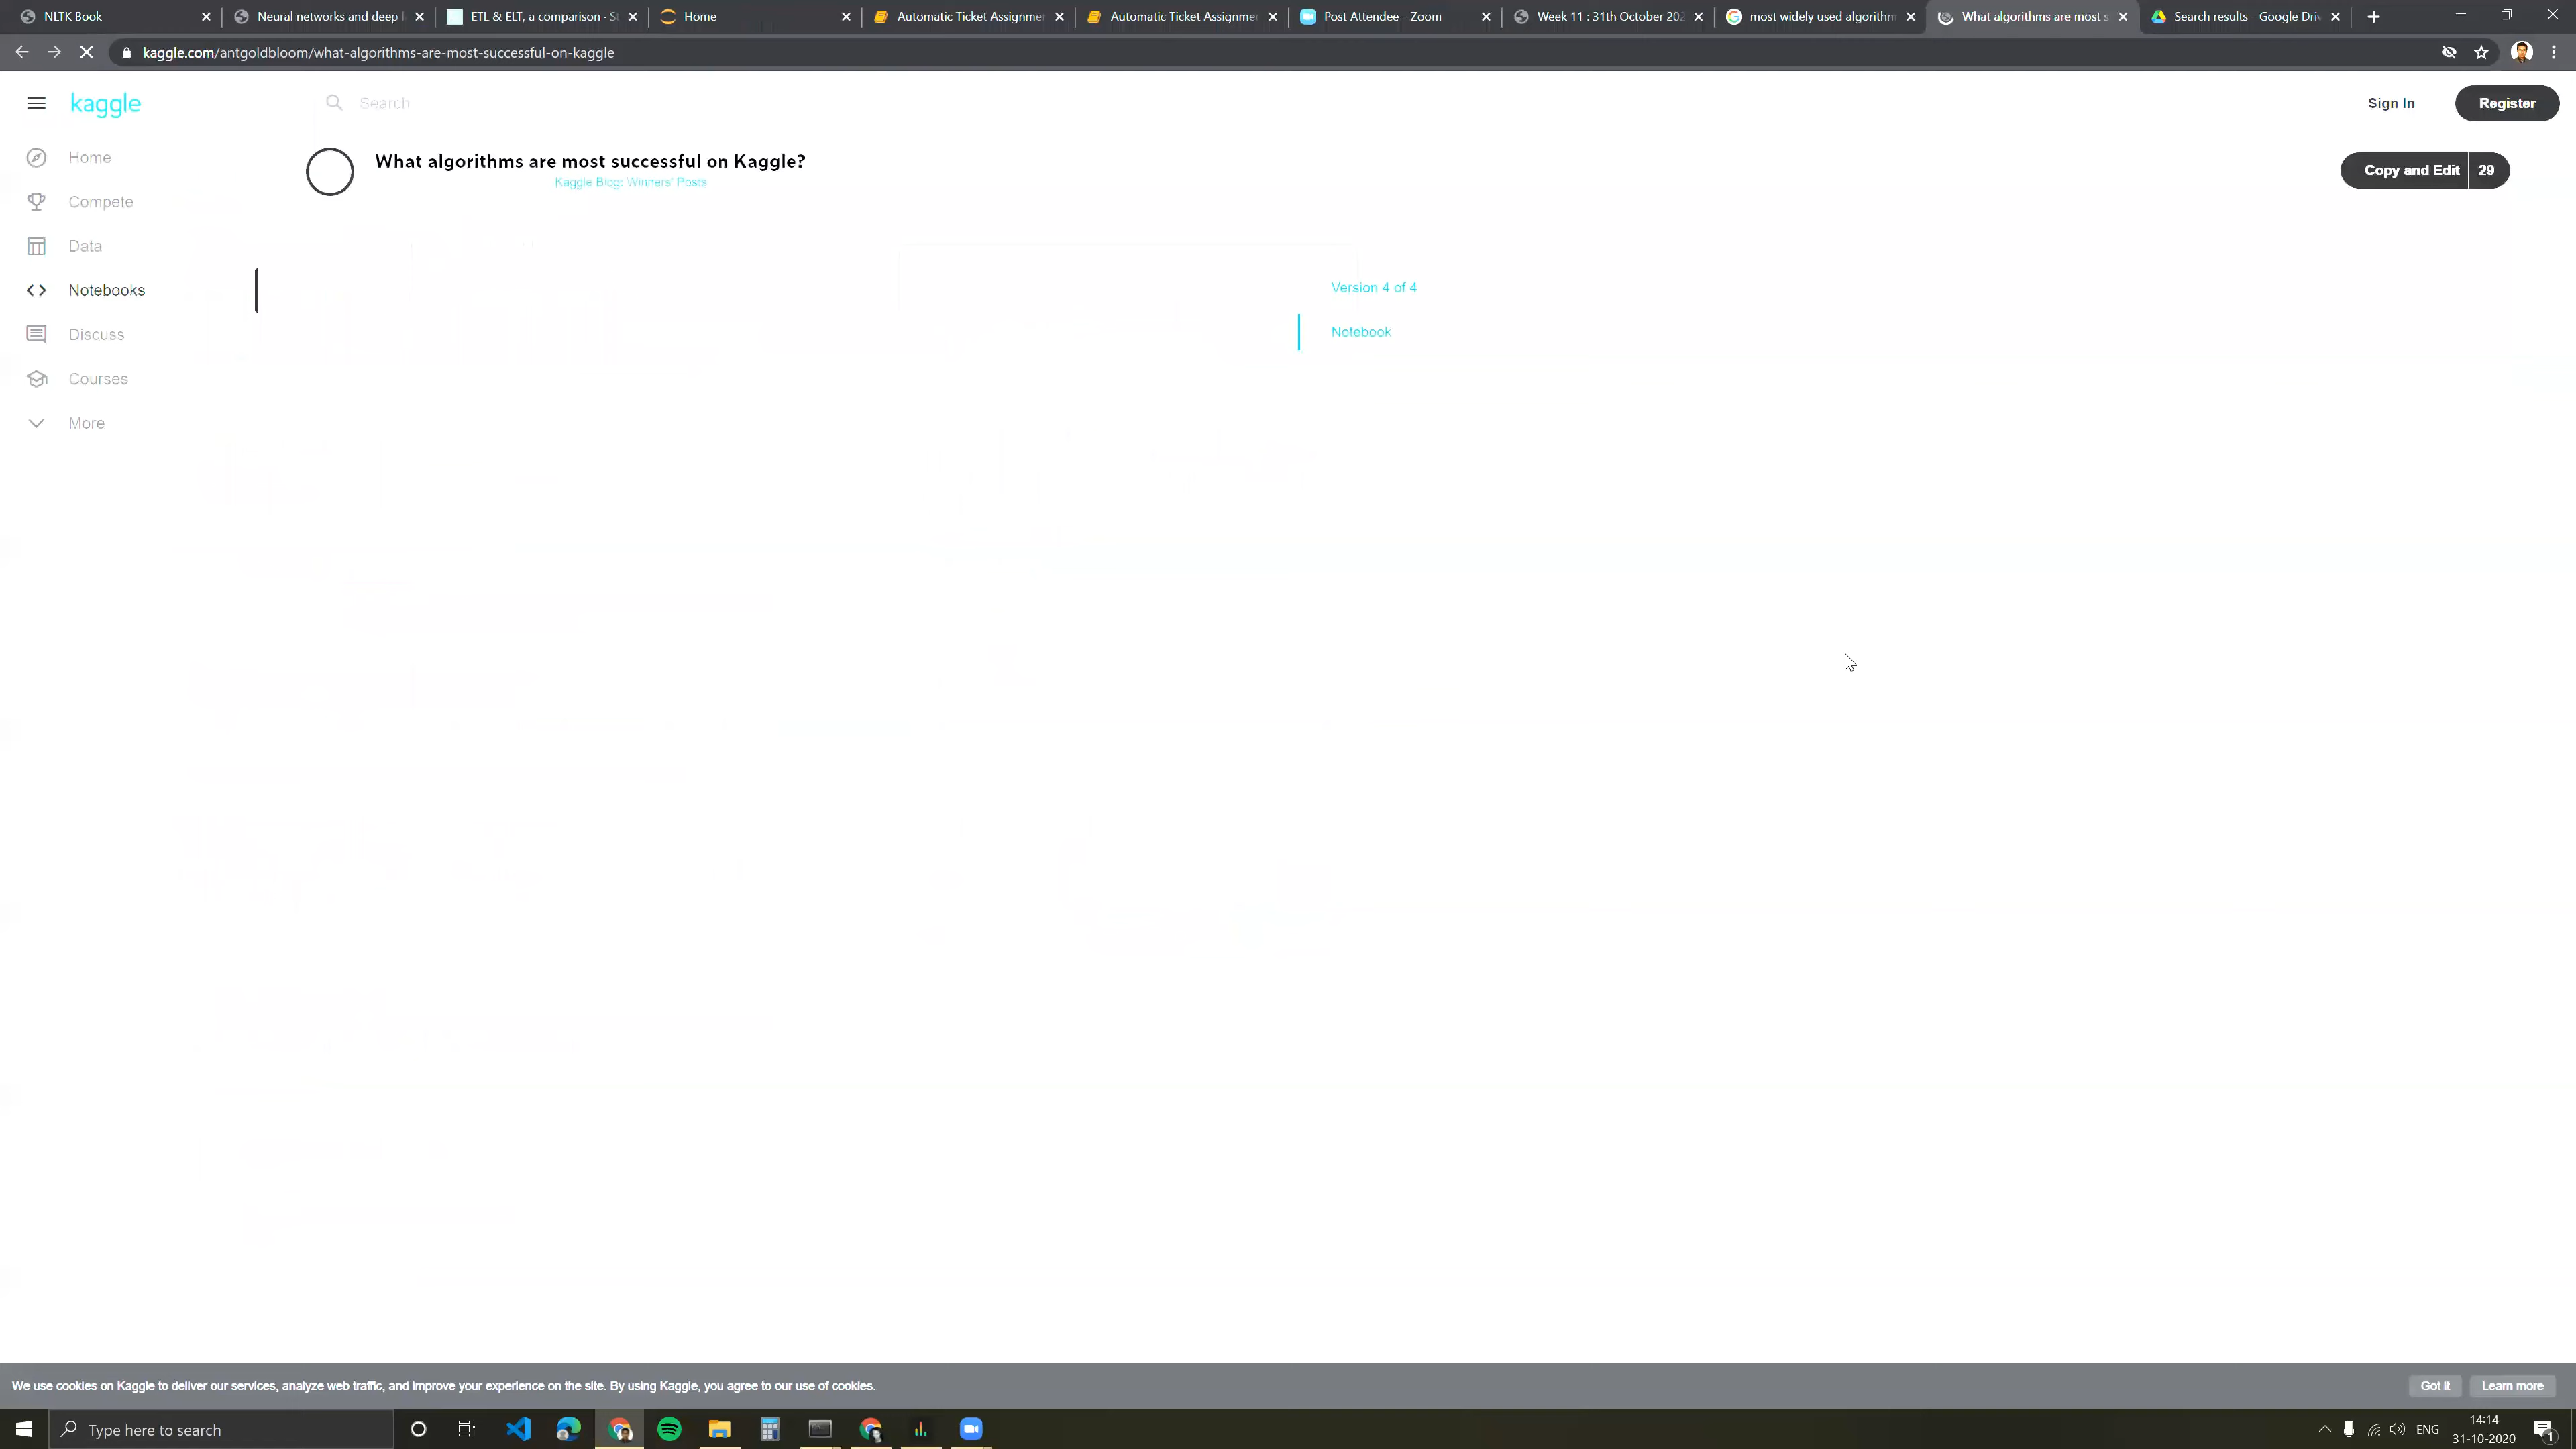 NLTK Book
Neural networks and deep l
ETL & ELT, a comparison · St
Home
Automatic Ticket Assignmen
Automatic Ticket Assignmen
Post Attendee - Zoom
Week 11 : 31th October 202
most widely used algorithm
What algorithms are most s
Search results - Google Driv
kaggle.com/antgoldbloom/what-algorithms-are-most-successful-on-kaggle
kaggle
Search
Sign In
Register
Home
What algorithms are most successful on Kaggle?
Kaggle Blog: Winners' Posts
Copy and Edit
29
Compete
Data
Notebooks
Version 4 of 4
Notebook
Discuss
Courses
More
We use cookies on Kaggle to deliver our services, analyze web traffic, and improve your experience on the site. By using Kaggle, you agree to our use of cookies.
Got it
Learn more
Type here to search
ENG
14:14
31-10-2020
1